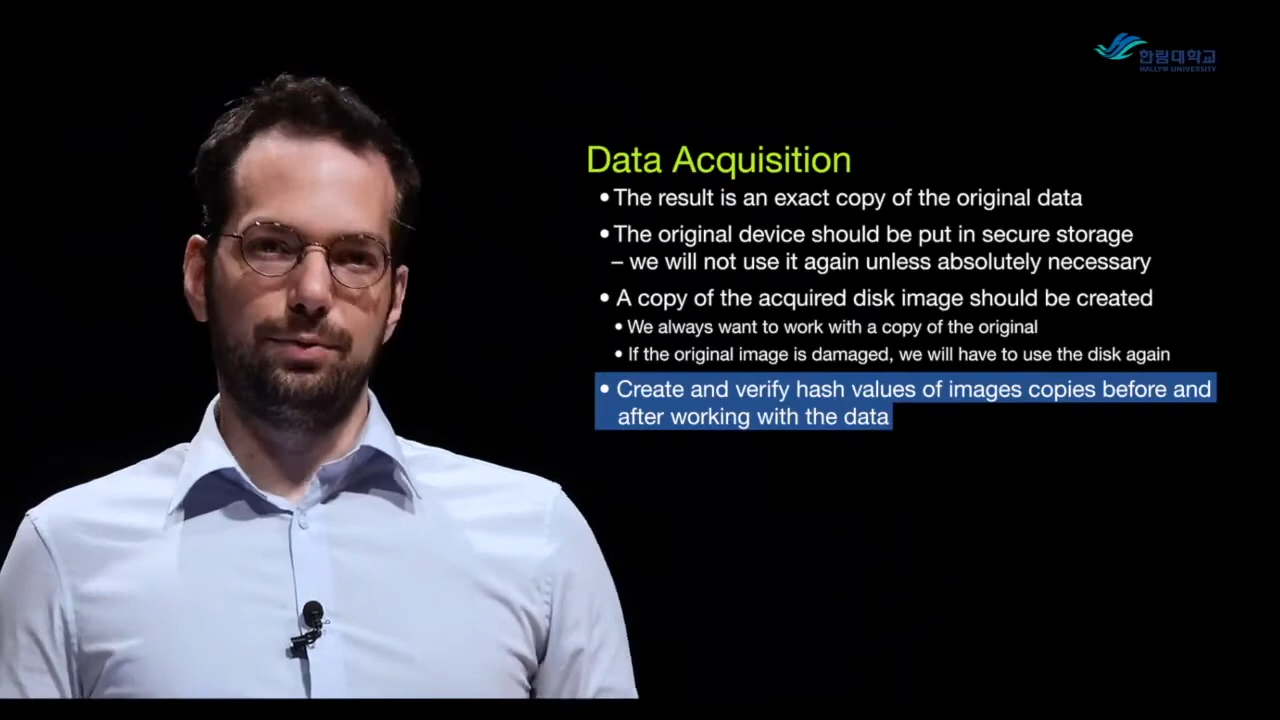 한림대학교
HALLYM UNIVERSITY
Data Acquisition
• The result is an exact copy of the original data
• The original device should be put in secure storage
– we will not use it again unless absolutely necessary
• A copy of the acquired disk image should be created
• We always want to work with a copy of the original
• If the original image is damaged, we will have to use the disk again
• Create and verify hash values of images copies before and
after working with the data